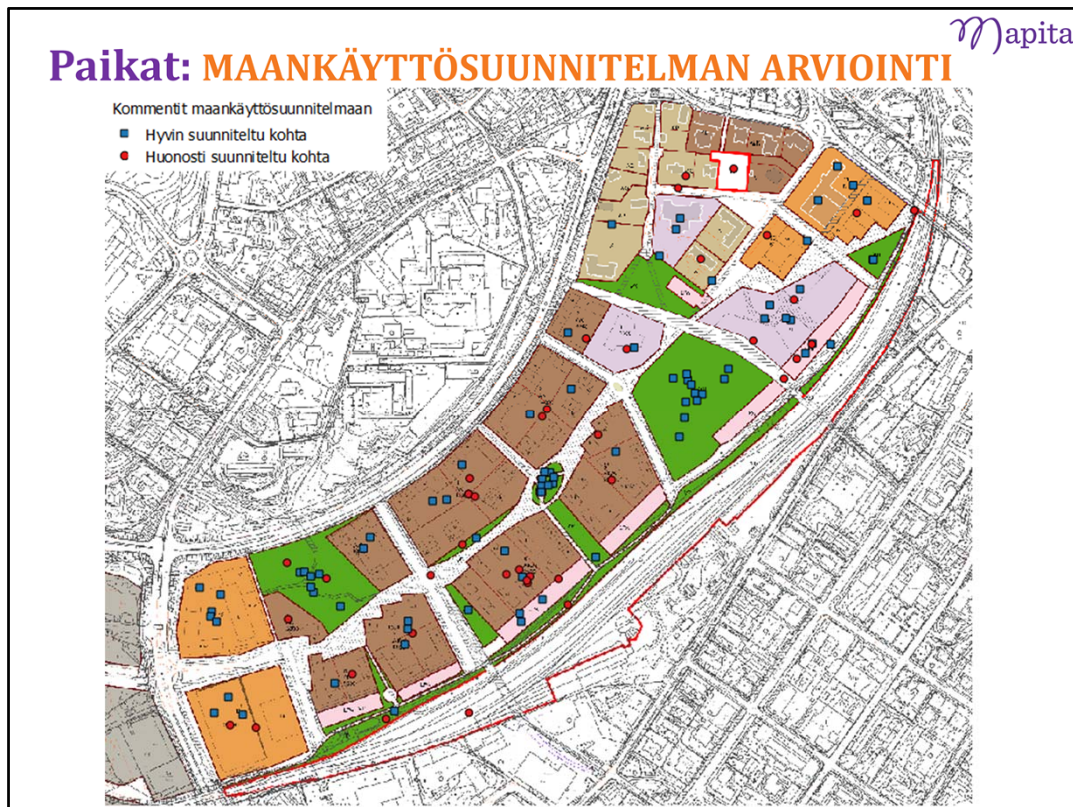 Mapita
Paikat: MAANKÄYTTÖSUUNNITELMAN ARVIOINTI
Kommentit maankäyttösuunnitelmaan
Hyvin suunniteltu kohta
Huonosti suunniteltu kohta